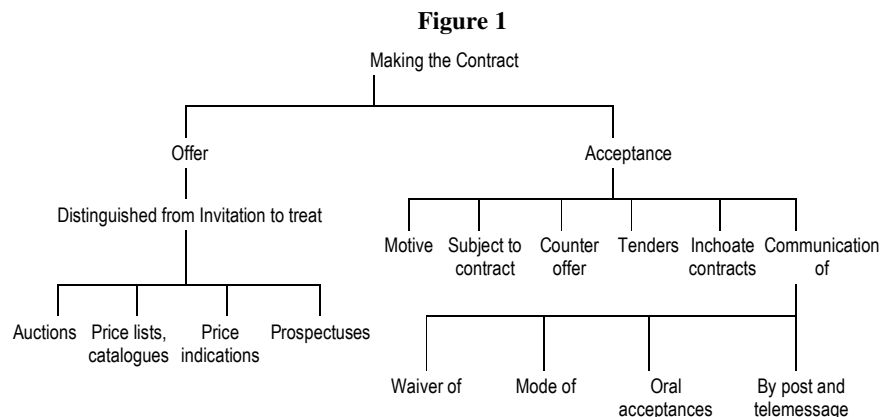 Figure 1
Making the Contract
Offer
Acceptance
Distinguished from Invitation to treat
Motive
Subject to
contract
Counter
offer
Tenders
Inchoate
contracts
Communication
of
Auctions
Price lists,
catalogues
Price
indications
Prospectuses
Waiver of
Mode of
Oral
acceptances
By post and
telemessage